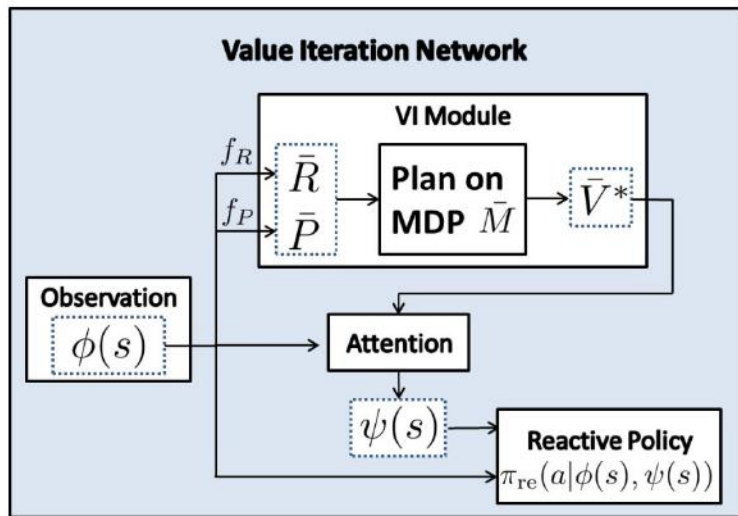 Value Iteration Network
VI Module
f_R
R̄
Plan on
MDP M̄
V̄*
f_P
P̄
Observation
ϕ(s)
Attention
ψ(s)
Reactive Policy
π_re(a|ϕ(s), ψ(s))